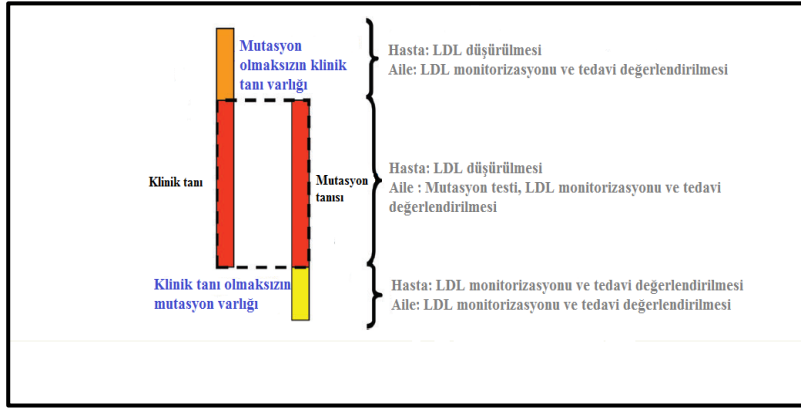 Mutasyon
olmaksızın klinik
tanı varlığı
Hasta: LDL düşürülmesi
Aile: LDL monitorizasyonu ve tedavi değerlendirilmesi
Klinik tanı
Mutasyon
tanısı
Hasta: LDL düşürülmesi
Aile : Mutasyon testi, LDL monitorizasyonu ve tedavi
değerlendirilmesi
Klinik tanı olmaksızın
mutasyon varlığı
Hasta: LDL monitorizasyonu ve tedavi değerlendirilmesi
Aile: LDL monitorizasyonu ve tedavi değerlendirilmesi